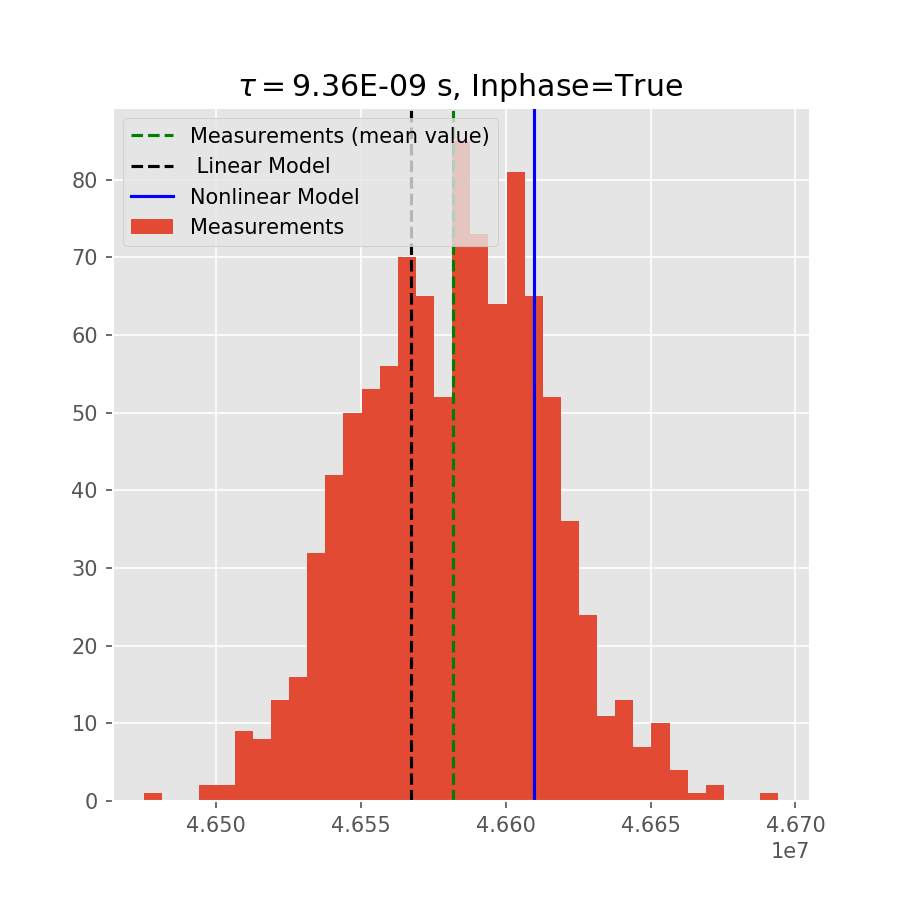 τ = 9.36E-09 s, Inphase=True
Measurements (mean value)
Linear Model
Nonlinear Model
Measurements
80
70
60
50
40
30
20
10
0
4.650 4.655 4.660 4.665 4.670
1e7